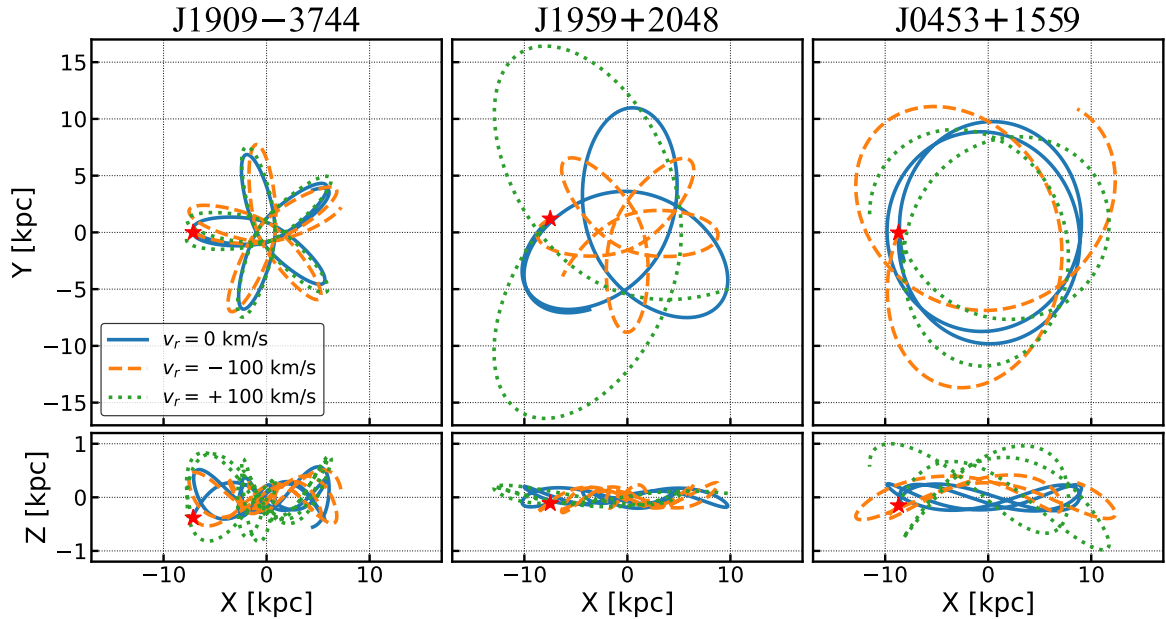 J1909−3744
J1959+2048
J0453+1559
Y [kpc]
15
10
5
0
−5
−10
−15
v_r = 0 km/s
v_r = −100 km/s
v_r = +100 km/s
Z [kpc]
1
0
−1
−10 0 10
−10 0 10
−10 0 10
X [kpc]
X [kpc]
X [kpc]